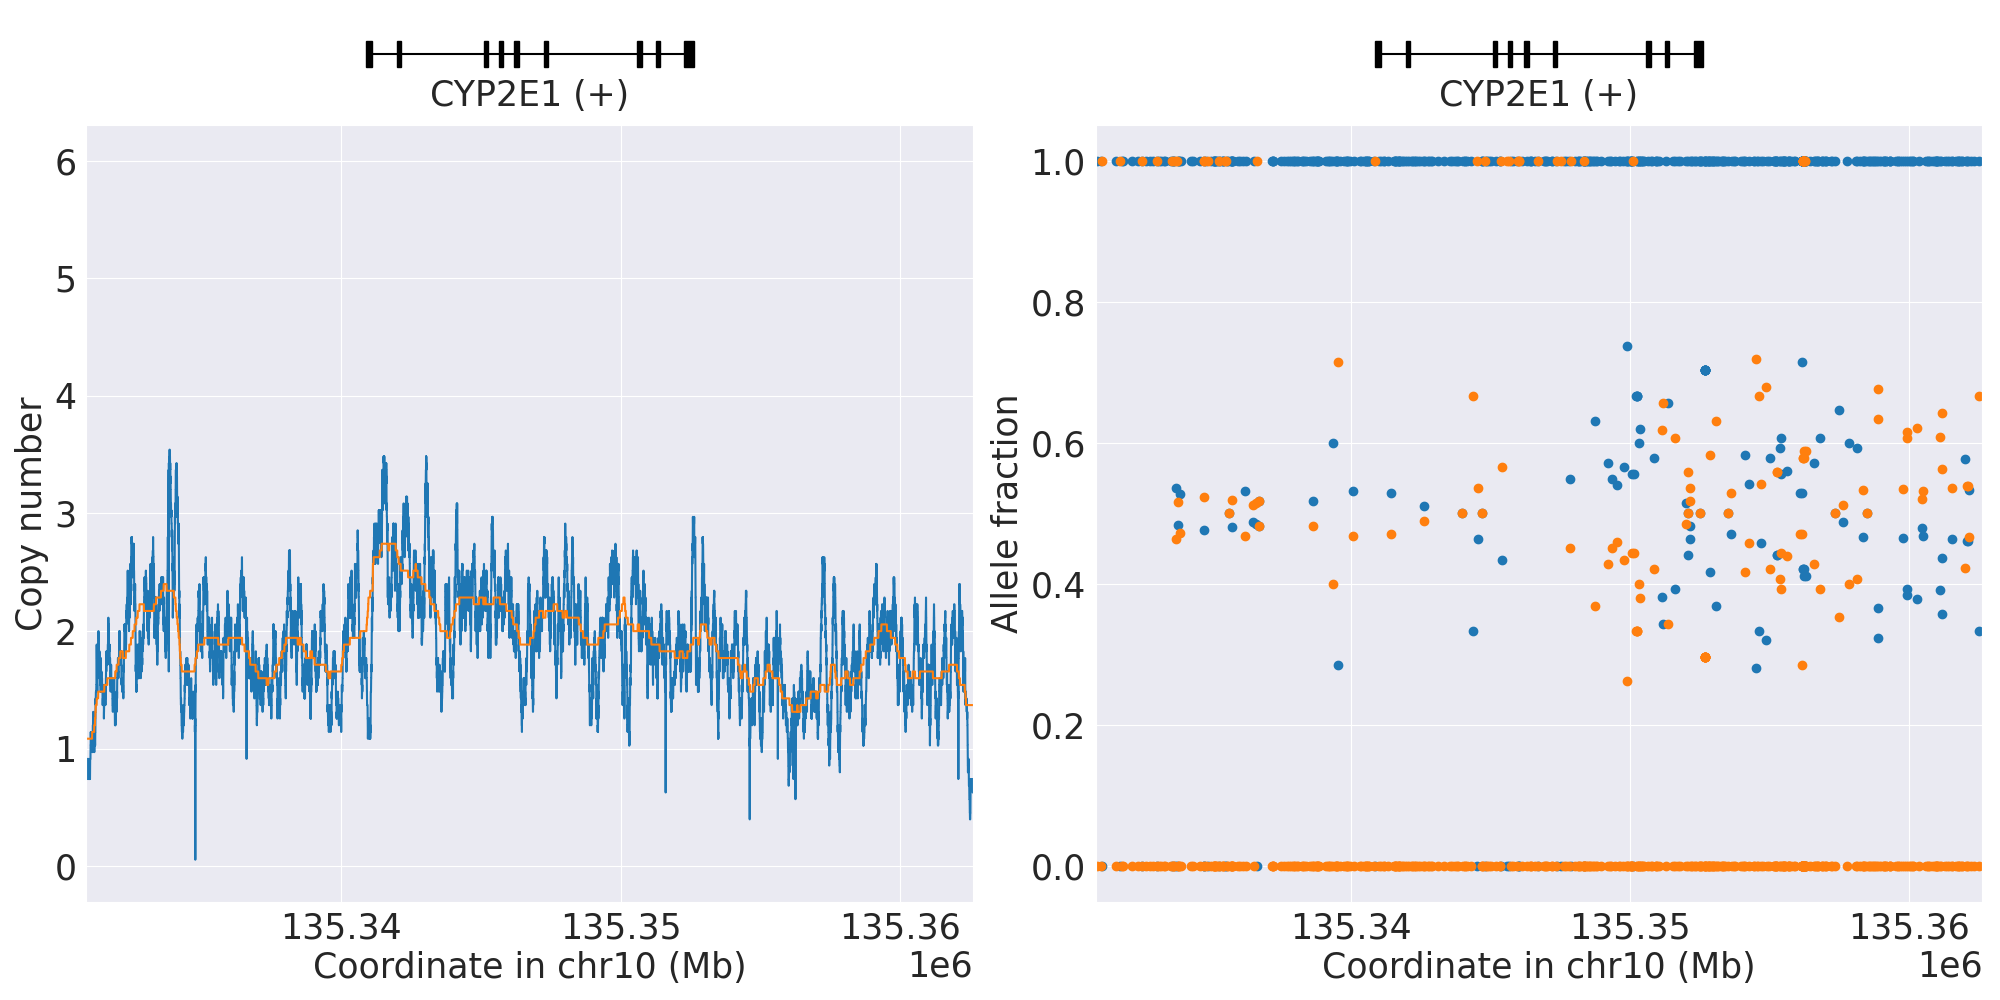 CYP2E1 (+)
6
5
4
3
2
1
0
Copy number
135.34
135.35
135.36
Coordinate in chr10 (Mb)
1e6
CYP2E1 (+)
1.0
0.8
0.6
0.4
0.2
0.0
Allele fraction
135.34
135.35
135.36
Coordinate in chr10 (Mb)
1e6